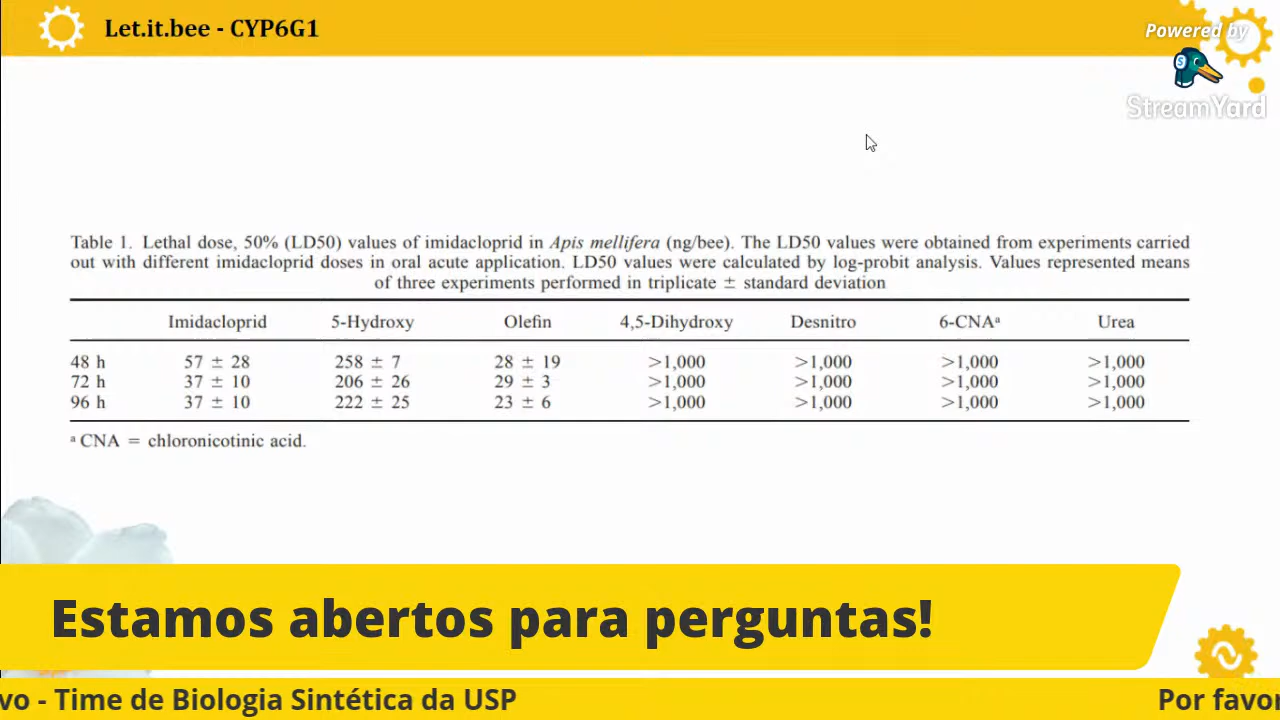 Let.it.bee - CYP6G1
Powered by
StreamYard
Table 1. Lethal dose, 50% (LD50) values of imidacloprid in Apis mellifera (ng/bee). The LD50 values were obtained from experiments carried
out with different imidacloprid doses in oral acute application. LD50 values were calculated by log-probit analysis. Values represented means
of three experiments performed in triplicate ± standard deviation
Imidacloprid 5-Hydroxy Olefin 4,5-Dihydroxy Desnitro 6-CNAᵃ Urea
48 h 57 ± 28 258 ± 7 28 ± 19 >1,000 >1,000 >1,000 >1,000
72 h 37 ± 10 206 ± 26 29 ± 3 >1,000 >1,000 >1,000 >1,000
96 h 37 ± 10 222 ± 25 23 ± 6 >1,000 >1,000 >1,000 >1,000
ᵃ CNA = chloronicotinic acid.
Estamos abertos para perguntas!
vo - Time de Biologia Sintética da USP Por favor